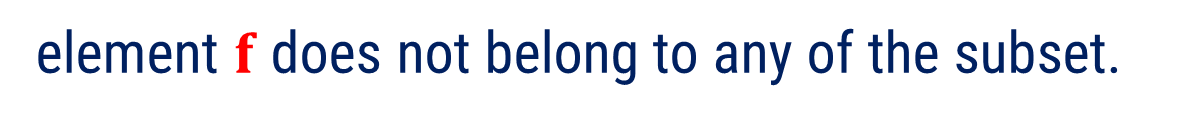 element f does not belong to any of the subset.